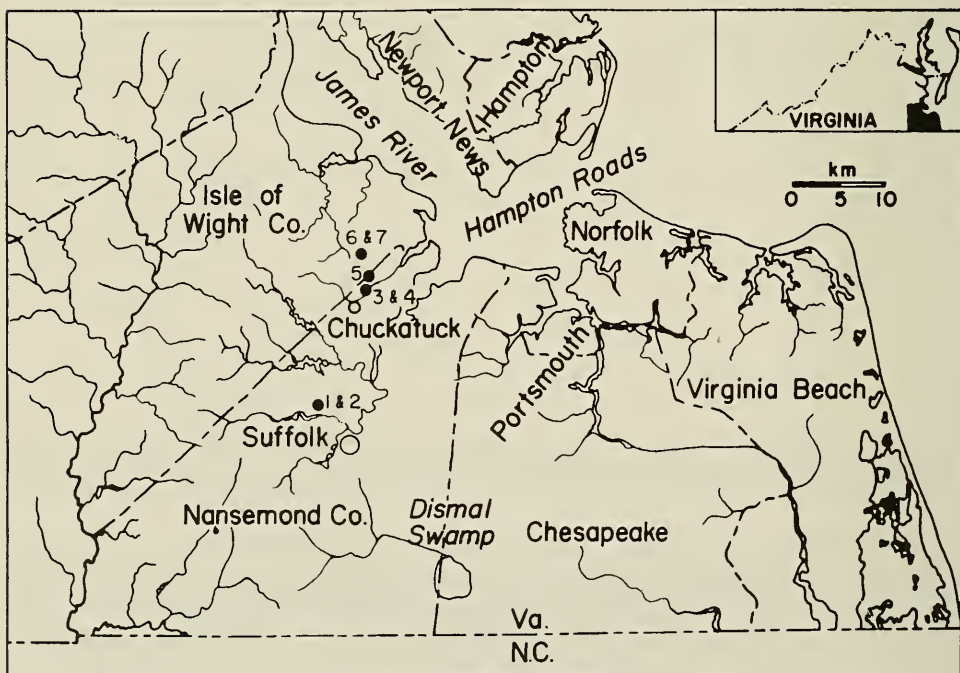 VIRGINIA
Newport News
Hampton
James River
Hampton Roads
km
0 5 10
Isle of
Wight Co.
Norfolk
6 & 7
5
3 & 4
Chuckatuck
Portsmouth
Virginia Beach
1 & 2
Suffolk
Nansemond Co.
Dismal
Swamp
Chesapeake
Va.
N.C.